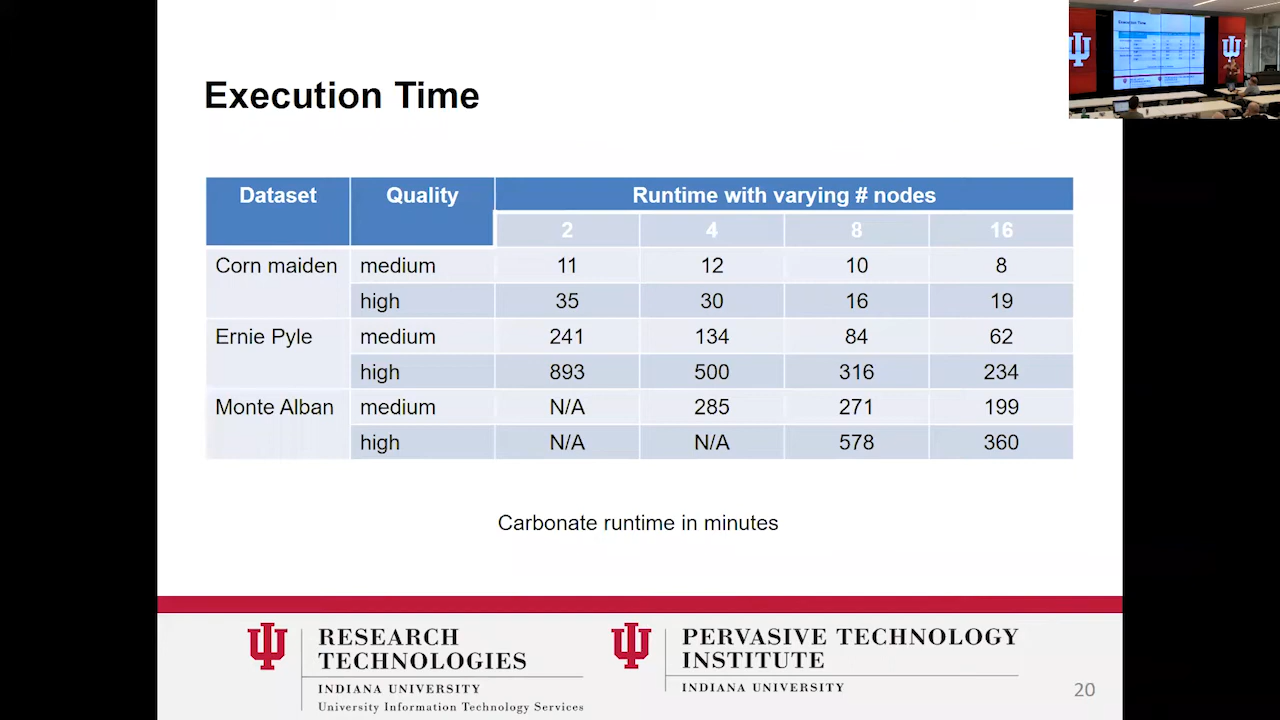 Execution Time
Dataset Quality Runtime with varying # nodes
2 4 8 16
Corn maiden medium 11 12 10 8
high 35 30 16 19
Ernie Pyle medium 241 134 84 62
high 893 500 316 234
Monte Alban medium N/A 285 271 199
high N/A N/A 578 360
Carbonate runtime in minutes
RESEARCH
TECHNOLOGIES
INDIANA UNIVERSITY
University Information Technology Services
PERVASIVE TECHNOLOGY
INSTITUTE
INDIANA UNIVERSITY
20
Execution Time